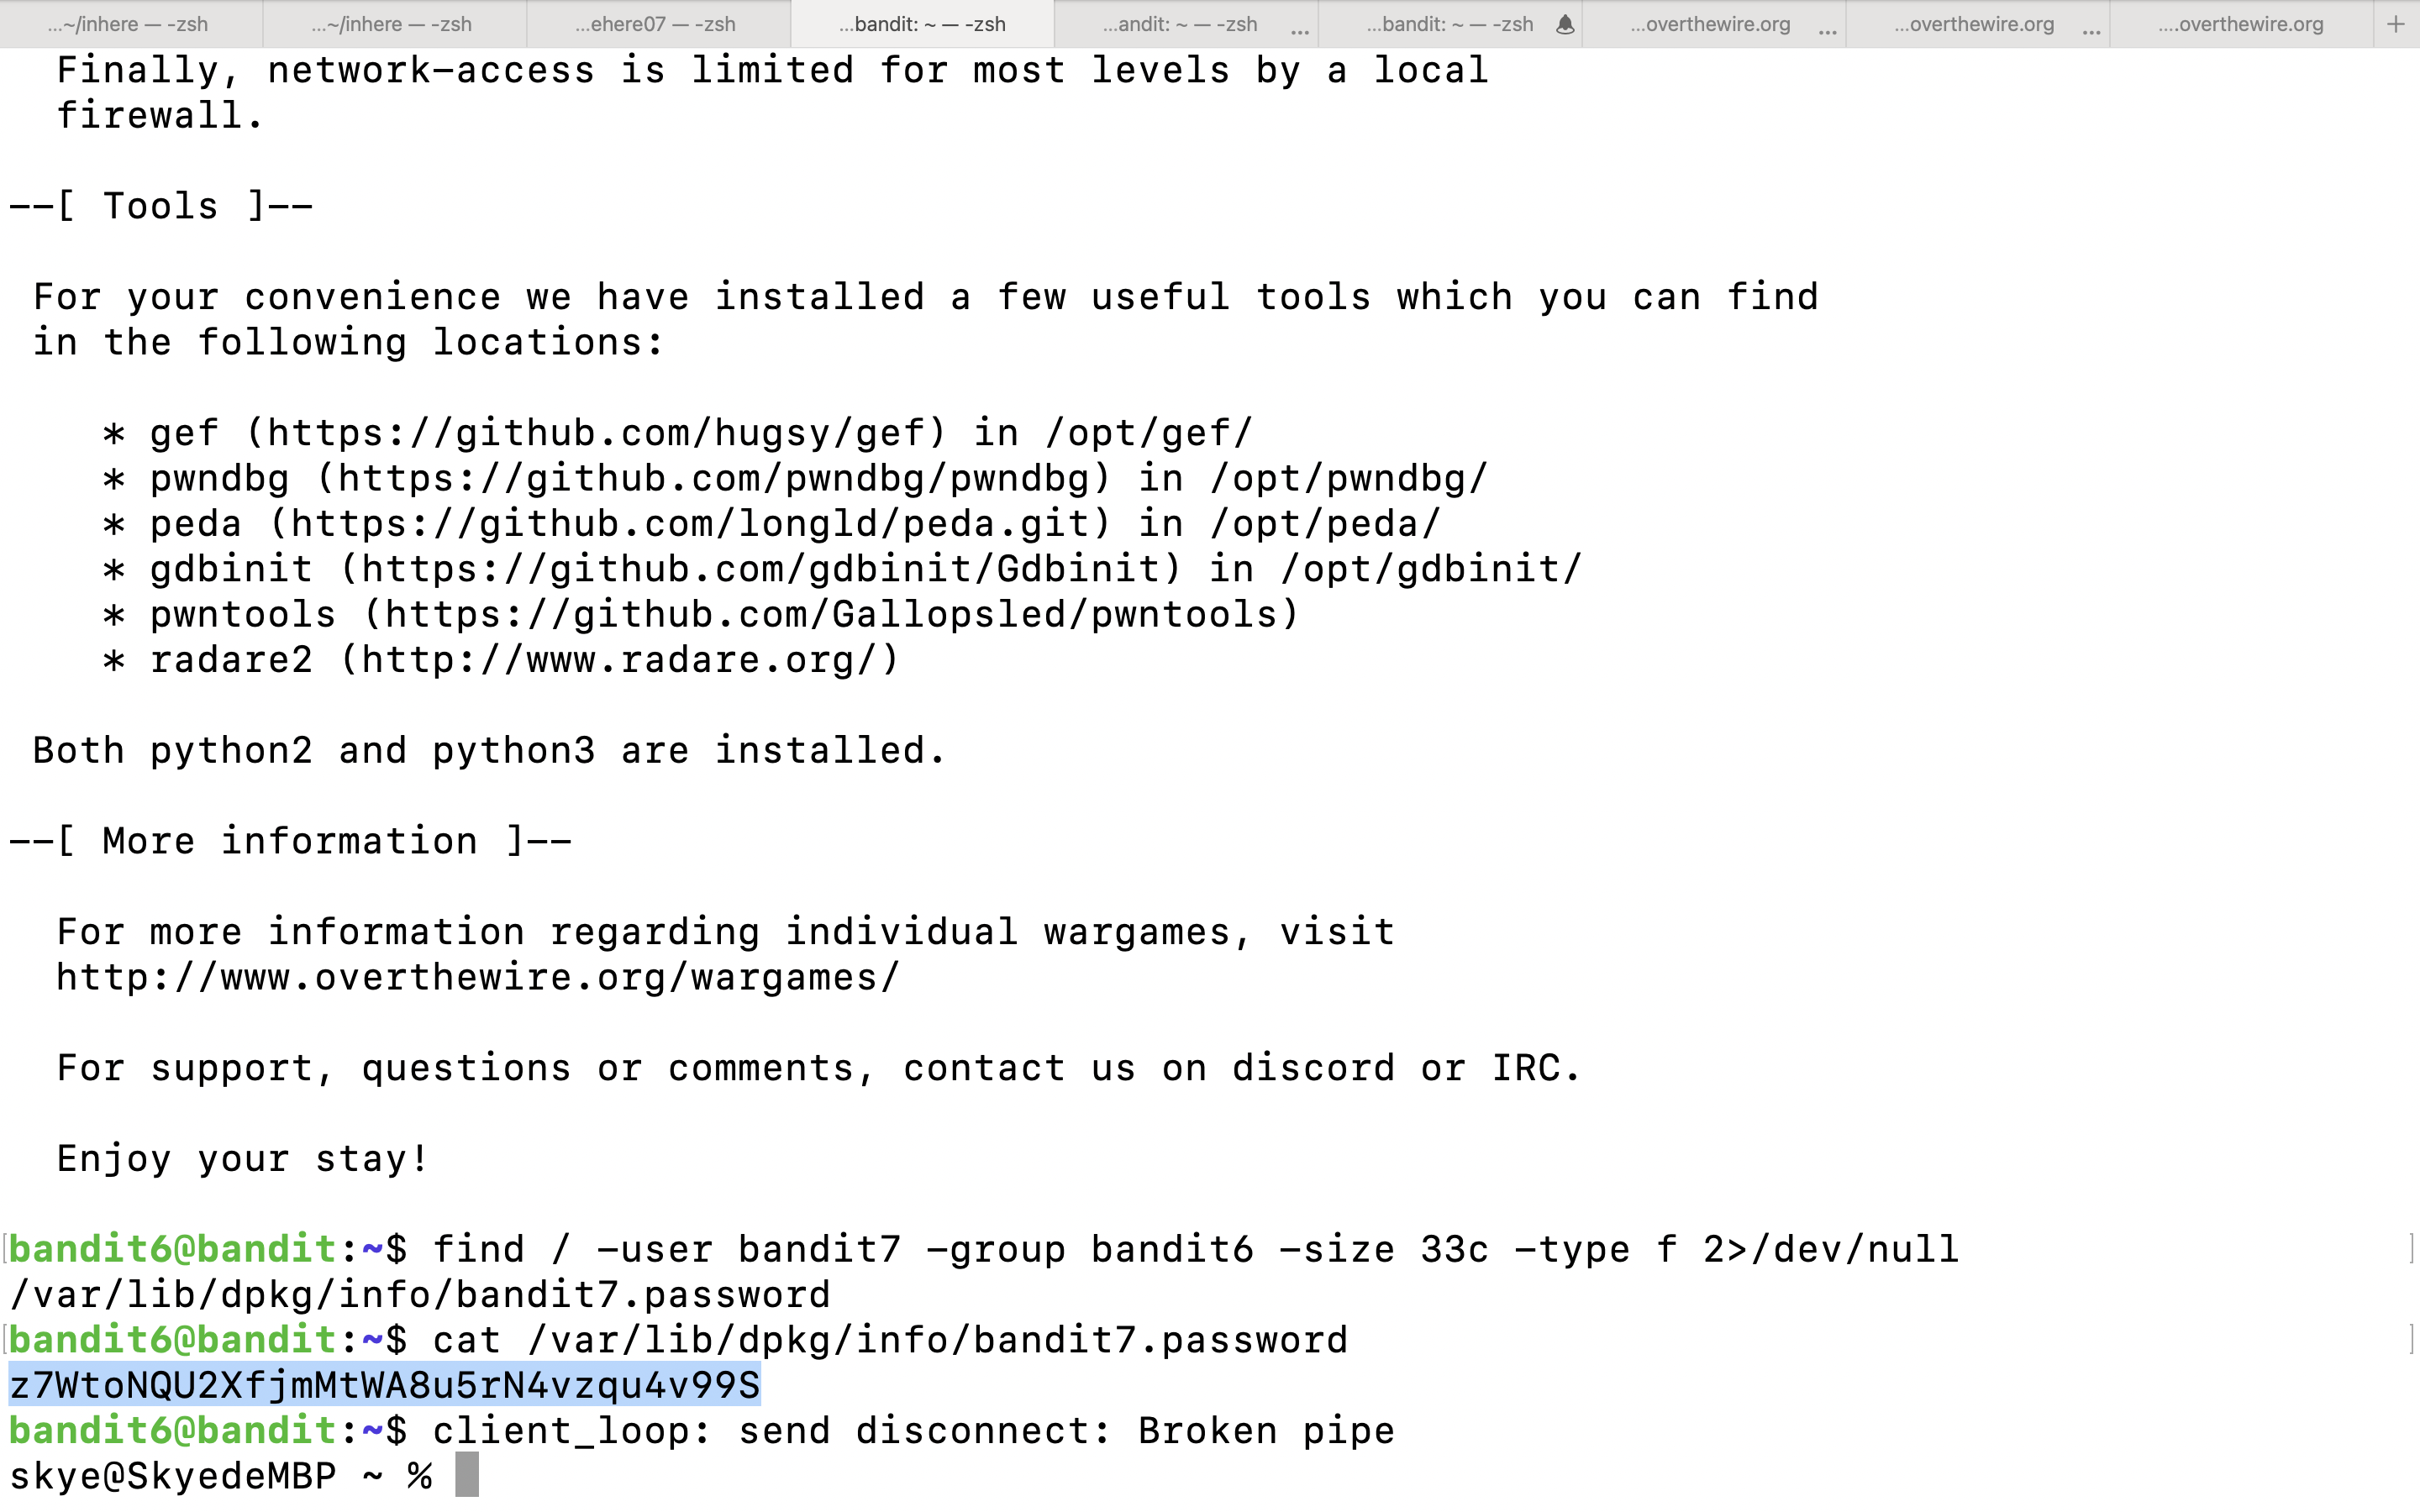 ...~/inhere — -zsh
...~/inhere — -zsh
...ehere07 — -zsh
...bandit: ~ — -zsh
...andit: ~ — -zsh ...
...bandit: ~ — -zsh
...overthewire.org ...
...overthewire.org ...
....overthewire.org
+
Finally, network-access is limited for most levels by a local
firewall.
--[ Tools ]--
For your convenience we have installed a few useful tools which you can find
in the following locations:
* gef (https://github.com/hugsy/gef) in /opt/gef/
* pwndbg (https://github.com/pwndbg/pwndbg) in /opt/pwndbg/
* peda (https://github.com/longld/peda.git) in /opt/peda/
* gdbinit (https://github.com/gdbinit/Gdbinit) in /opt/gdbinit/
* pwntools (https://github.com/Gallopsled/pwntools)
* radare2 (http://www.radare.org/)
Both python2 and python3 are installed.
--[ More information ]--
For more information regarding individual wargames, visit
http://www.overthewire.org/wargames/
For support, questions or comments, contact us on discord or IRC.
Enjoy your stay!
[bandit6@bandit:~$ find / -user bandit7 -group bandit6 -size 33c -type f 2>/dev/null ]
/var/lib/dpkg/info/bandit7.password
[bandit6@bandit:~$ cat /var/lib/dpkg/info/bandit7.password ]
z7WtoNQU2XfjmMtWA8u5rN4vzqu4v99S
bandit6@bandit:~$ client_loop: send disconnect: Broken pipe
skye@SkyedeMBP ~ %